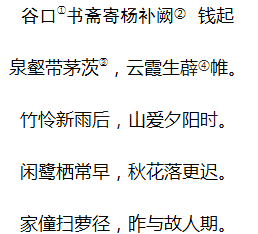 谷口①书斋寄杨补阙② 钱起
泉壑带茅茨③，云霞生薜④帷。
竹怜新雨后，山爱夕阳时。
闲鹭栖常早，秋花落更迟。
家僮扫萝径，昨与故人期。